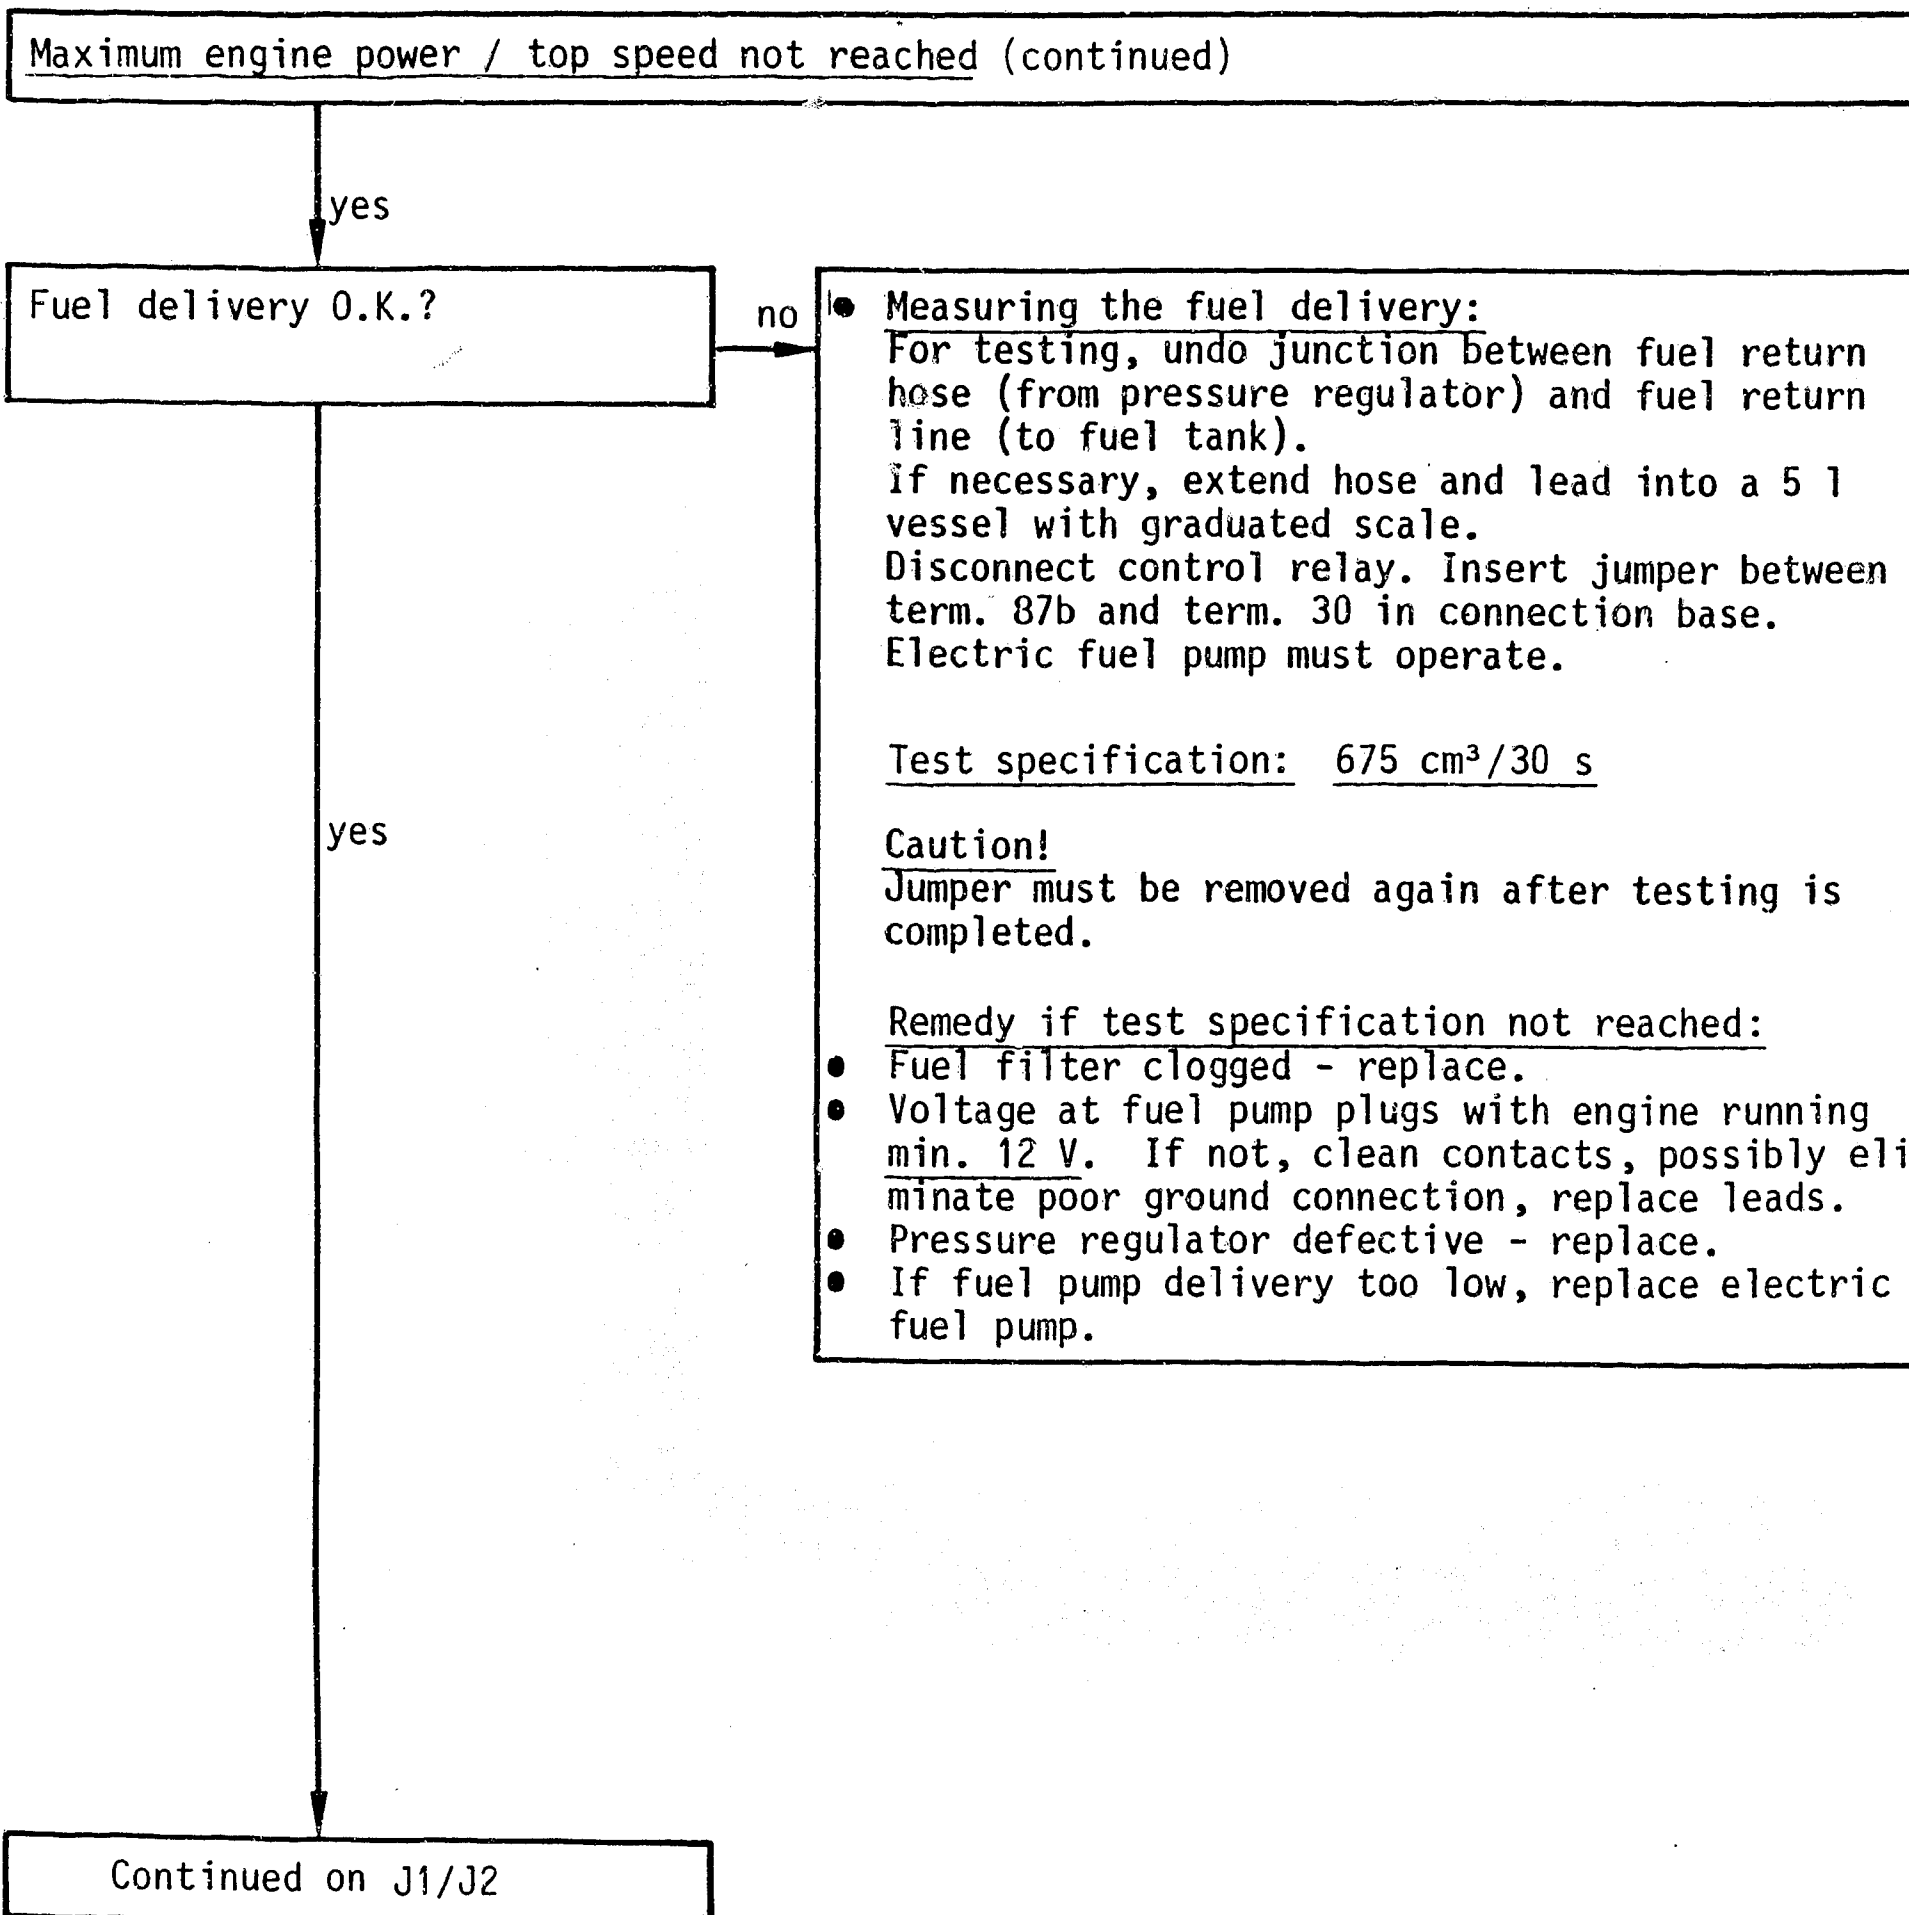 Maximum engine power / top speed not reached (continued)
yes
Fuel delivery O.K.?
no
● Measuring the fuel delivery:
For testing, undo junction between fuel return
hose (from pressure regulator) and fuel return
line (to fuel tank).
If necessary, extend hose and lead into a 5 l
vessel with graduated scale.
Disconnect control relay. Insert jumper between
term. 87b and term. 30 in connection base.
Electric fuel pump must operate.
Test specification: 675 cm³/30 s
Caution!
Jumper must be removed again after testing is
completed.
Remedy if test specification not reached:
● Fuel filter clogged - replace.
● Voltage at fuel pump plugs with engine running
min. 12 V. If not, clean contacts, possibly eli
minate poor ground connection, replace leads.
● Pressure regulator defective - replace.
● If fuel pump delivery too low, replace electric
fuel pump.
yes
Continued on J1/J2